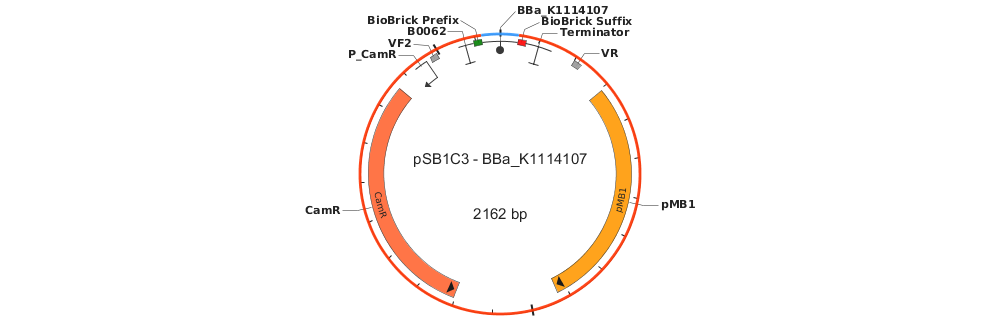 BBa_K1114107
BioBrick Prefix
BioBrick Suffix
B0062
Terminator
VF2
P_CamR
VR
pSB1C3 - BBa_K1114107
CamR
pMB1
CamR
pMB1
2162 bp